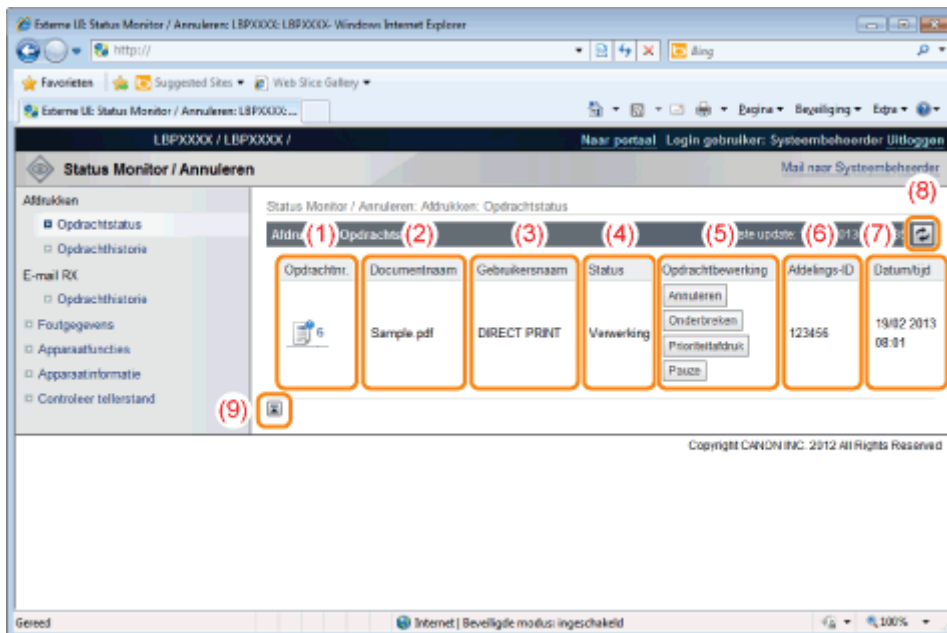 Externe UI: Status Monitor / Annuleren: LBPXXXX: LBPXXXX- Windows Internet Explorer
http://
Bing
Favorieten Suggested Sites Web Slice Gallery
Externe UI: Status Monitor / Annuleren: LBPXXXX:...
Pagina Beveiliging Extra
LBPXXXX / LBPXXXX /
Naar portaal Login gebruiker: Systeembeheerder Uitloggen
Status Monitor / Annuleren
Mail naar Systeembeheerder
(8)
Afdrukken
Opdrachtstatus
Opdrachthistorie
E-mail RX
Opdrachthistorie
Foutgegevens
Apparaatfuncties
Apparaatinformatie
Controleer tellerstand
Status Monitor / Annuleren: Afdrukken: Opdrachtstatus
(1) (2) (3) (4) (5) (6) (7)
Opdrachtnr. Documentnaam Gebruikersnaam Status Opdrachtbewerking Afdelings-ID Datum/tijd
6 Sample.pdf DIRECT PRINT Verwerking
Annuleren
Onderbreken
Prioriteitafdruk
Pauze
123456
19/02 2013
08:01
(9)
Copyright CANON INC. 2012 All Rights Reserved
Gereed
Internet | Beveiligde modus: ingeschakeld
100%